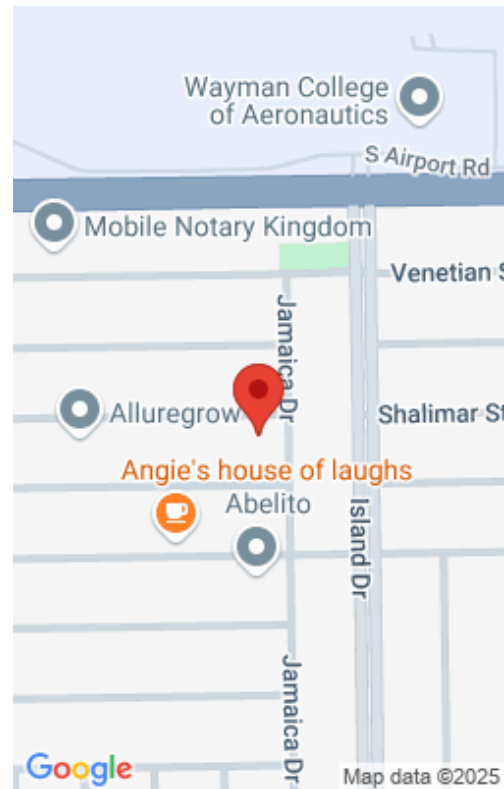 Wayman College
of Aeronautics
S Airport Rd
Mobile Notary Kingdom
Venetian S
Jamaica Dr
Alluregrow
Shalimar St
Angie's house of laughs
Abelito
Island Dr
Jamaica Dr
Google
Map data ©2025